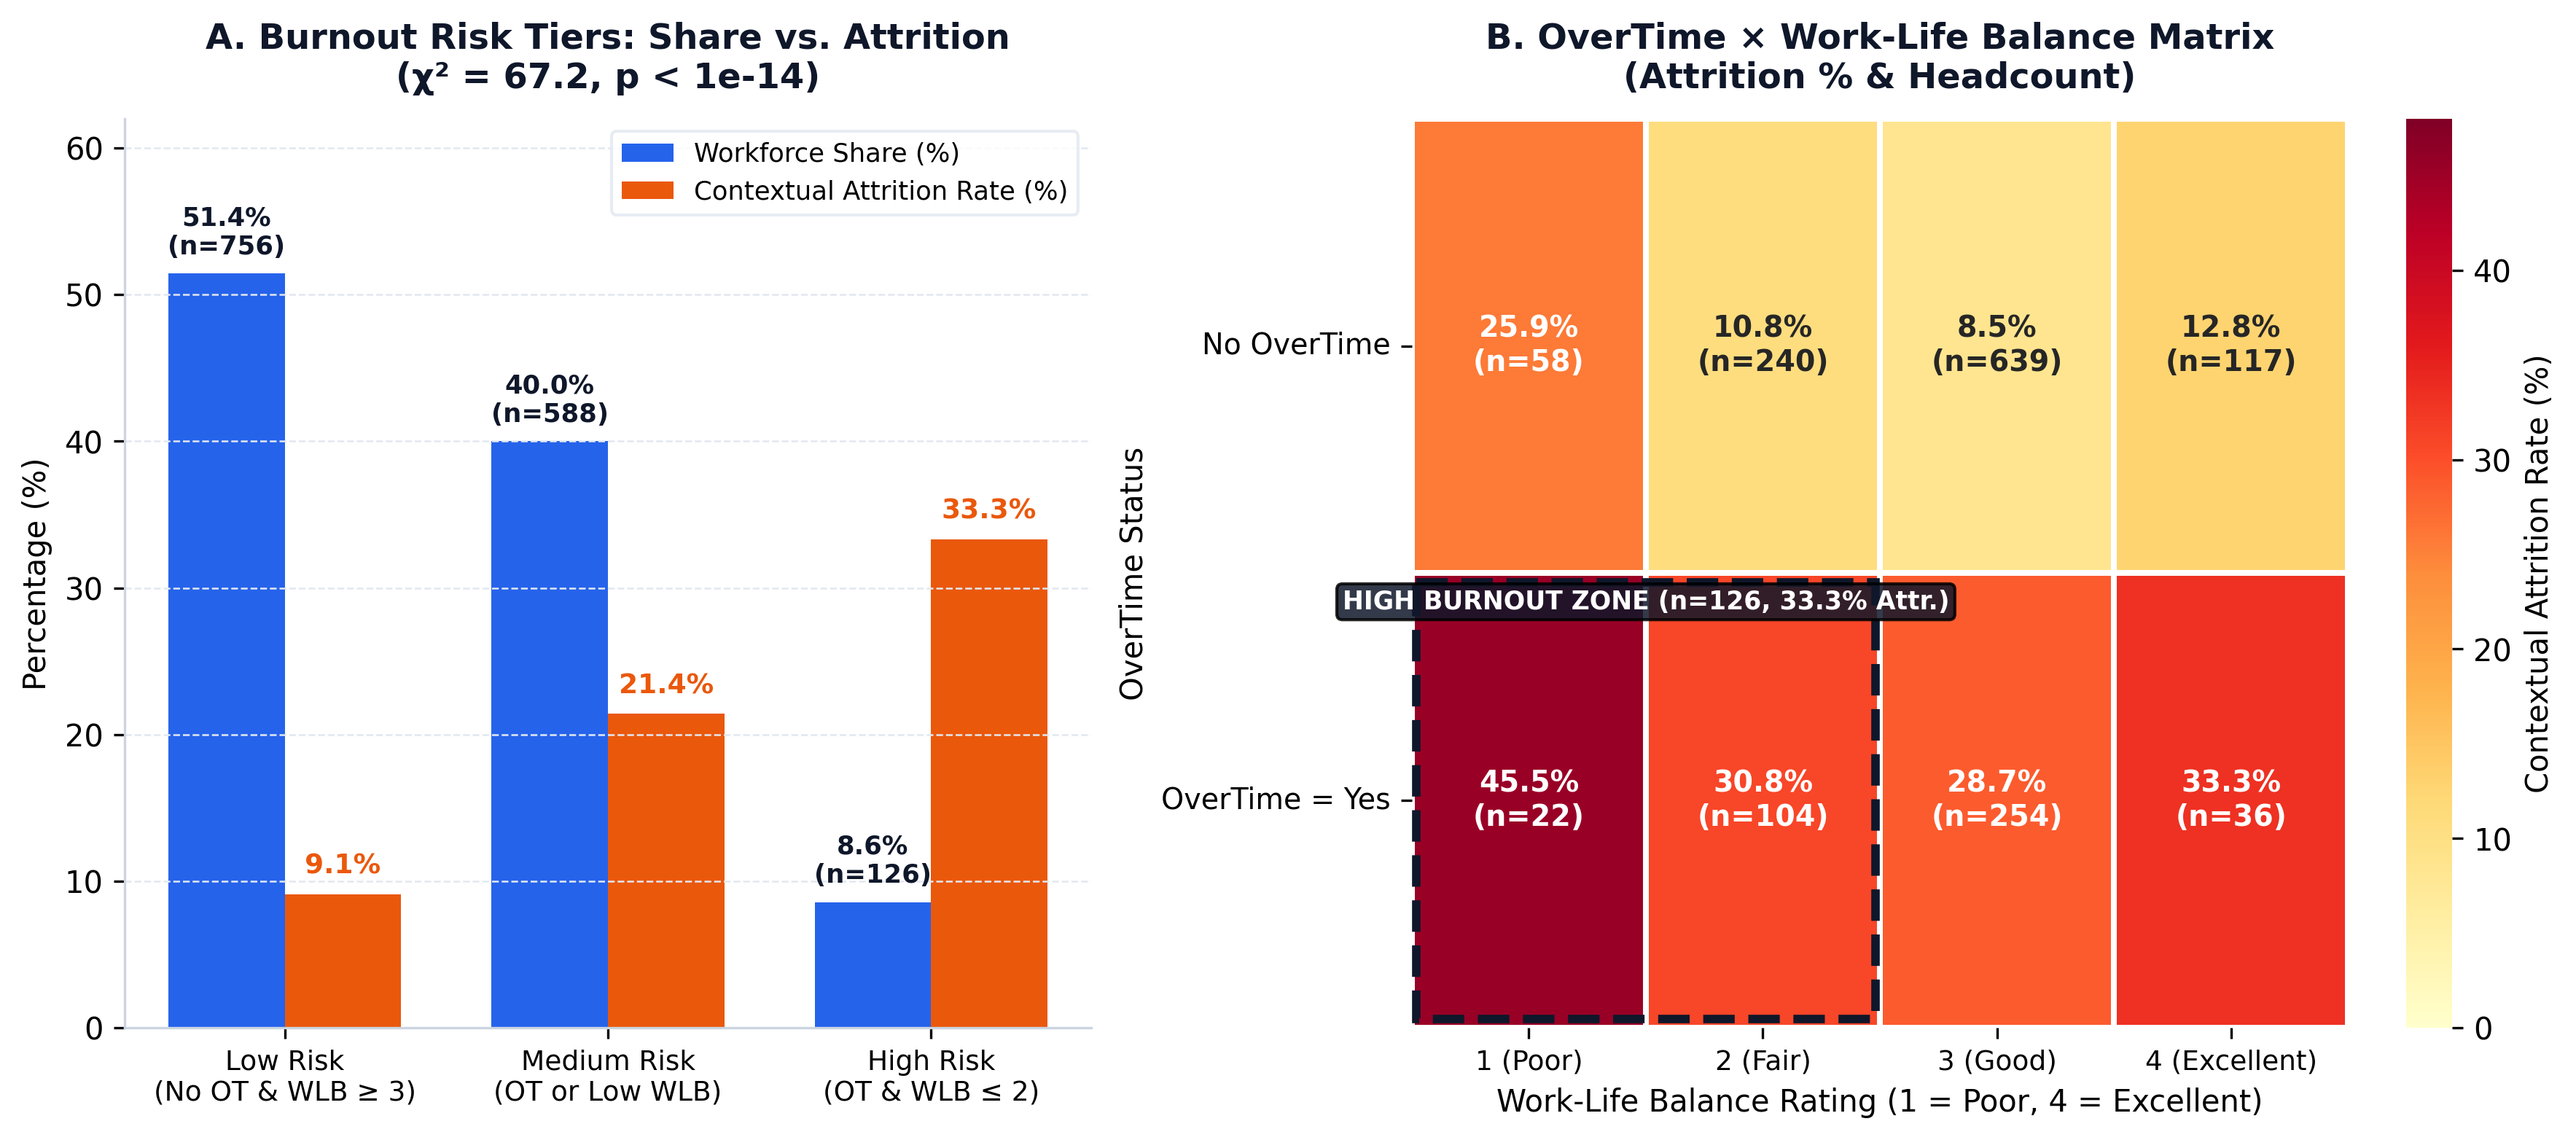 A. Burnout Risk Tiers: Share vs. Attrition
(χ² = 67.2, p < 1e-14)
Workforce Share (%)
Contextual Attrition Rate (%)
Percentage (%)
60
50
40
30
20
10
0
51.4%
(n=756)
9.1%
40.0%
(n=588)
21.4%
8.6%
(n=126)
33.3%
Low Risk
(No OT & WLB ≥ 3)
Medium Risk
(OT or Low WLB)
High Risk
(OT & WLB ≤ 2)
B. OverTime × Work-Life Balance Matrix
(Attrition % & Headcount)
OverTime Status
No OverTime
25.9%
(n=58)
10.8%
(n=240)
8.5%
(n=639)
12.8%
(n=117)
HIGH BURNOUT ZONE (n=126, 33.3% Attr.)
OverTime = Yes
45.5%
(n=22)
30.8%
(n=104)
28.7%
(n=254)
33.3%
(n=36)
1 (Poor)
2 (Fair)
3 (Good)
4 (Excellent)
Work-Life Balance Rating (1 = Poor, 4 = Excellent)
40
30
20
10
0
Contextual Attrition Rate (%)